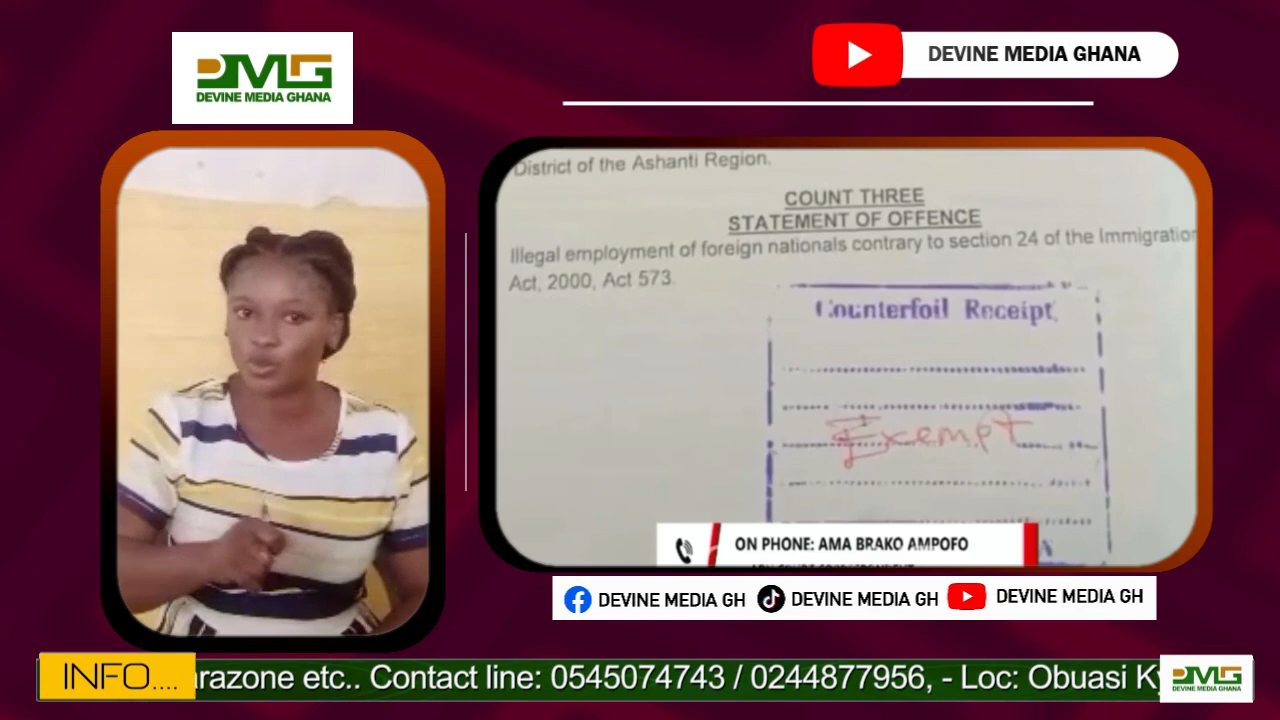 DMG
DEVINE MEDIA GHANA
DEVINE MEDIA GHANA
District of the Ashanti Region.
COUNT THREE
STATEMENT OF OFFENCE
Illegal employment of foreign nationals contrary to section 24 of the Immigration
Act, 2000, Act 573.
Counterfoil Receipt
Exempt
ON PHONE: AMA BRAKO AMPOFO
DEVINE MEDIA GH
DEVINE MEDIA GH
DEVINE MEDIA GH
INFO....
arazone etc.. Contact line: 0545074743 / 0244877956, - Loc: Obuasi Ky
DMG
DEVINE MEDIA GHANA